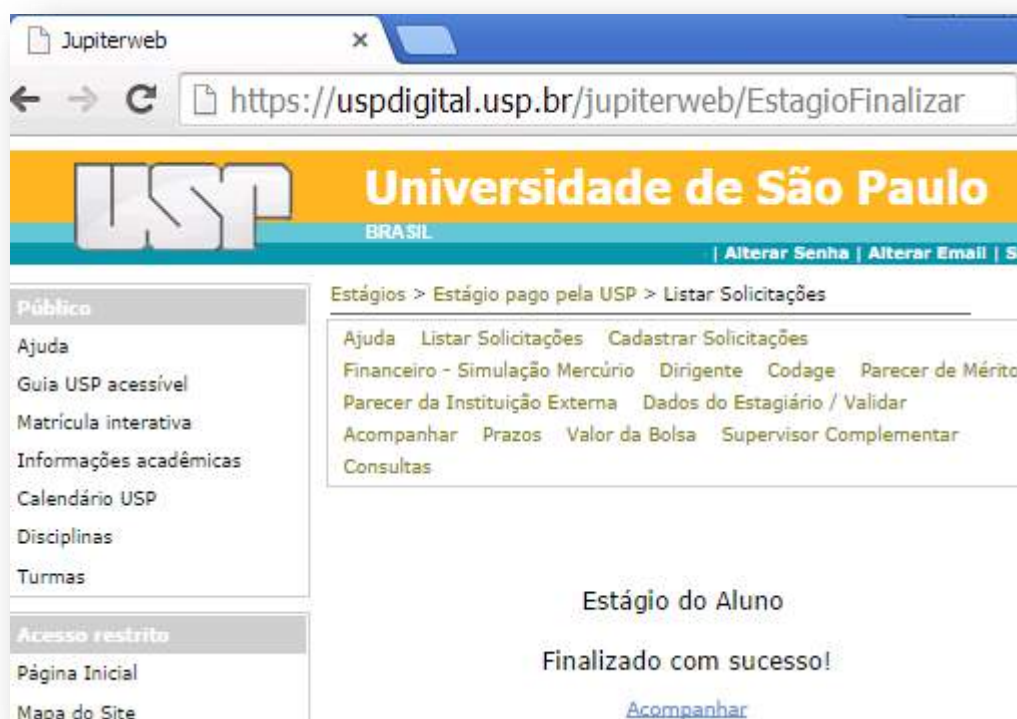 Jupiterweb
https://uspdigital.usp.br/jupiterweb/EstagioFinalizar
USP
Universidade de São Paulo
BRASIL
| Alterar Senha | Alterar Email | S
Público
Ajuda
Guia USP acessível
Matrícula interativa
Informações acadêmicas
Calendário USP
Disciplinas
Turmas
Acesso restrito
Página Inicial
Mapa do Site
Estágios > Estágio pago pela USP > Listar Solicitações
Ajuda Listar Solicitações Cadastrar Solicitações
Financeiro - Simulação Mercúrio Dirigente Codage Parecer de Mérito
Parecer da Instituição Externa Dados do Estagiário / Validar
Acompanhar Prazos Valor da Bolsa Supervisor Complementar
Consultas
Estágio do Aluno
Finalizado com sucesso!
Acompanhar